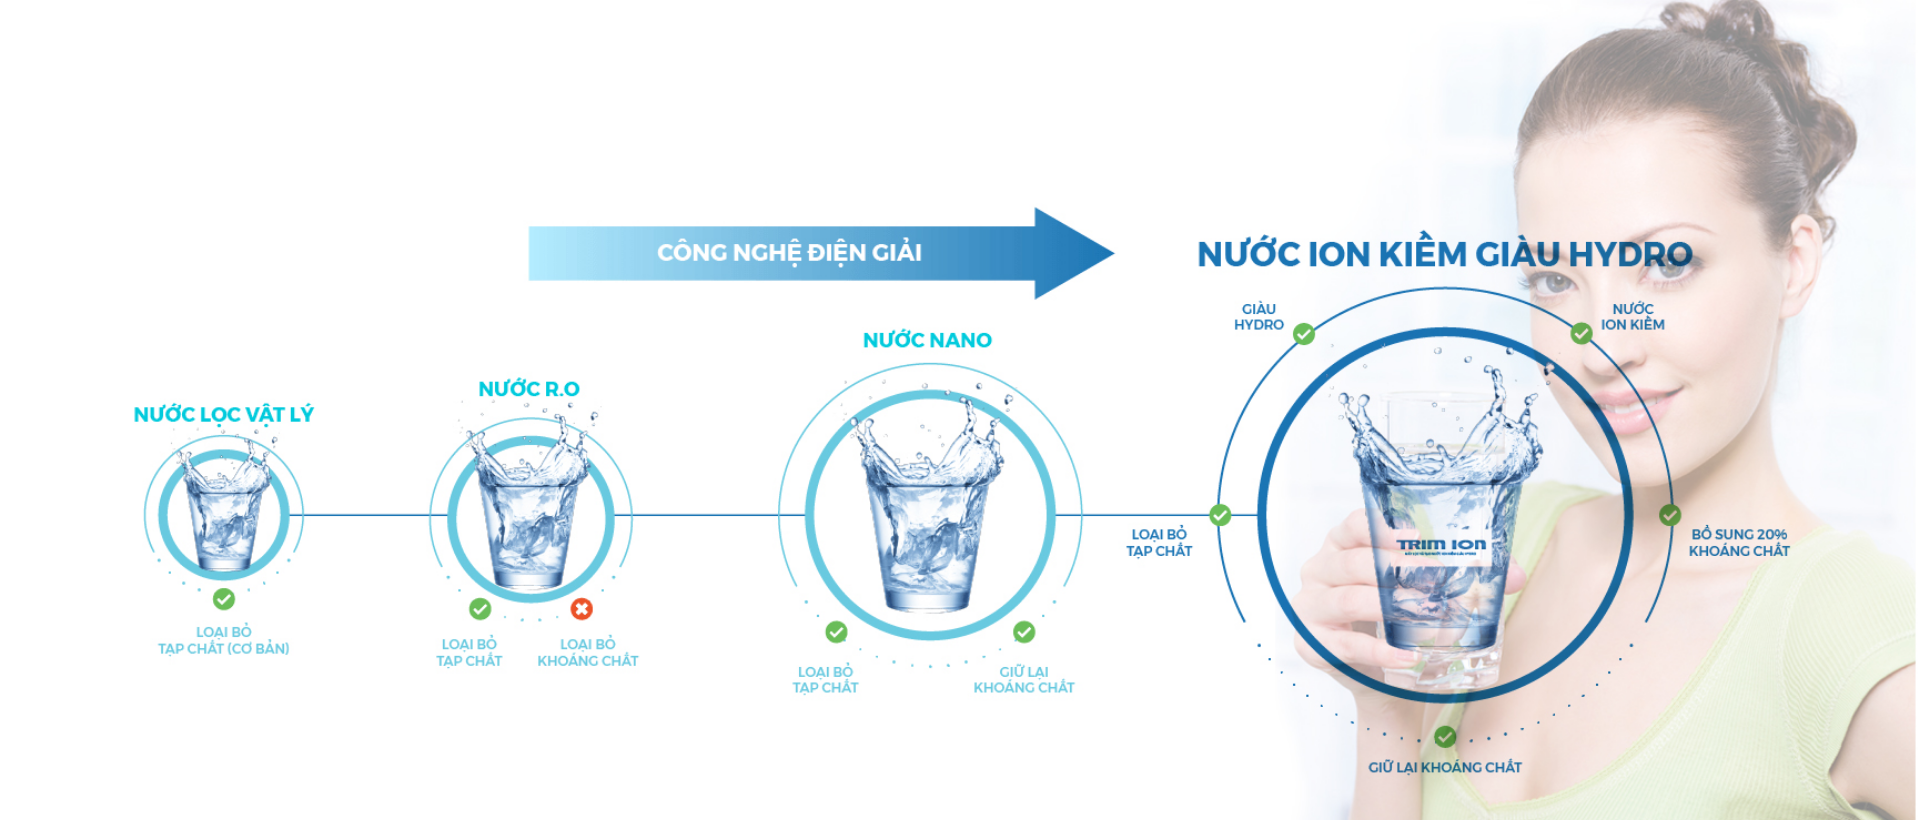 CÔNG NGHỆ ĐIỆN GIẢI
NƯỚC LỌC VẬT LÝ
LOẠI BỎ
TẠP CHẤT (CƠ BẢN)
NƯỚC R.O
LOẠI BỎ
TẠP CHẤT
LOẠI BỎ
KHOÁNG CHẤT
NƯỚC NANO
LOẠI BỎ
TẠP CHẤT
GIỮ LẠI
KHOÁNG CHẤT
NƯỚC ION KIỀM GIÀU HYDRO
GIÀU
HYDRO
NƯỚC
ION KIỀM
LOẠI BỎ
TẠP CHẤT
TRIM ION
BỔ SUNG 20%
KHOÁNG CHẤT
GIỮ LẠI KHOÁNG CHẤT